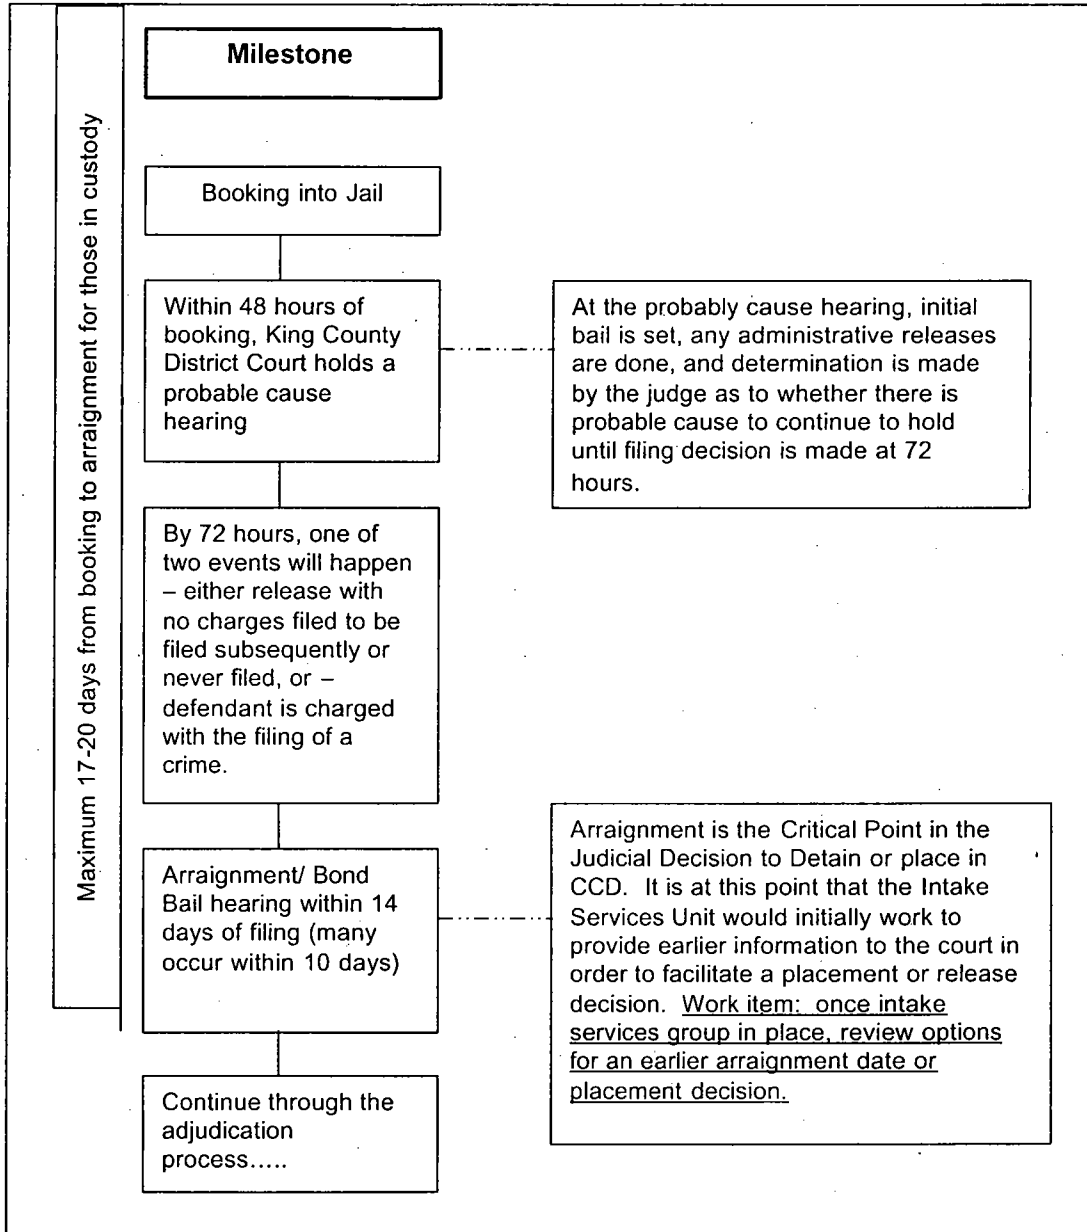 Maximum 17-20 days from booking to arraignment for those in custody
Milestone
Booking into Jail
Within 48 hours of
booking, King County
District Court holds a
probable cause
hearing
At the probably cause hearing, initial
bail is set, any administrative releases
are done, and determination is made
by the judge as to whether there is
probable cause to continue to hold
until filing decision is made at 72
hours.
By 72 hours, one of
two events will happen
– either release with
no charges filed to be
filed subsequently or
never filed, or –
defendant is charged
with the filing of a
crime.
Arraignment/ Bond
Bail hearing within 14
days of filing (many
occur within 10 days)
Arraignment is the Critical Point in the
Judicial Decision to Detain or place in
CCD. It is at this point that the Intake
Services Unit would initially work to
provide earlier information to the court in
order to facilitate a placement or release
decision. Work item: once intake
services group in place, review options
for an earlier arraignment date or
placement decision.
Continue through the
adjudication
process.....